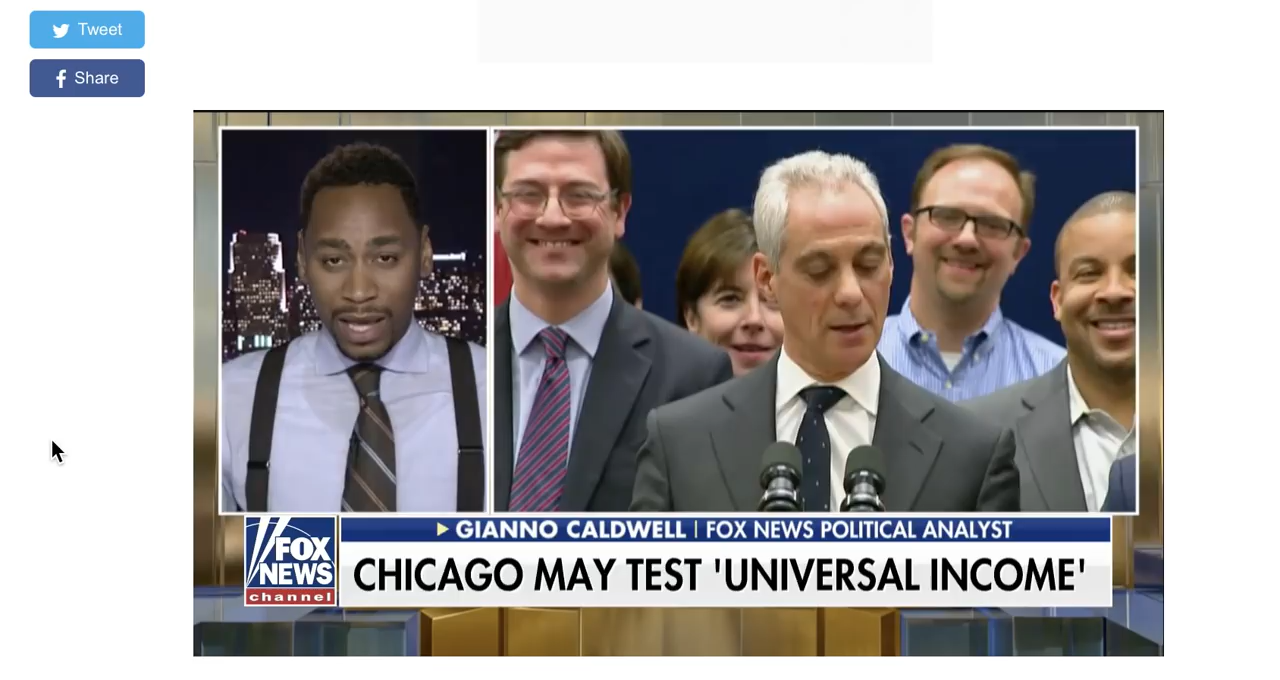 Tweet
Share
GIANNO CALDWELL | FOX NEWS POLITICAL ANALYST
FOX
NEWS
channel
CHICAGO MAY TEST 'UNIVERSAL INCOME'